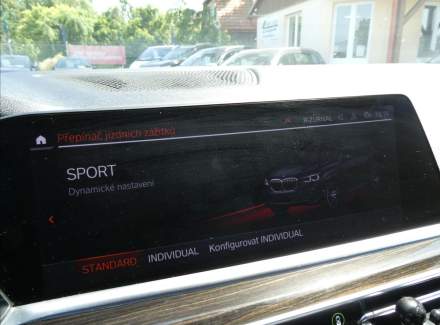 Přepínač jízdních zážitků
SPORT
Dynamické nastavení
STANDARD INDIVIDUAL Konfigurovat INDIVIDUAL